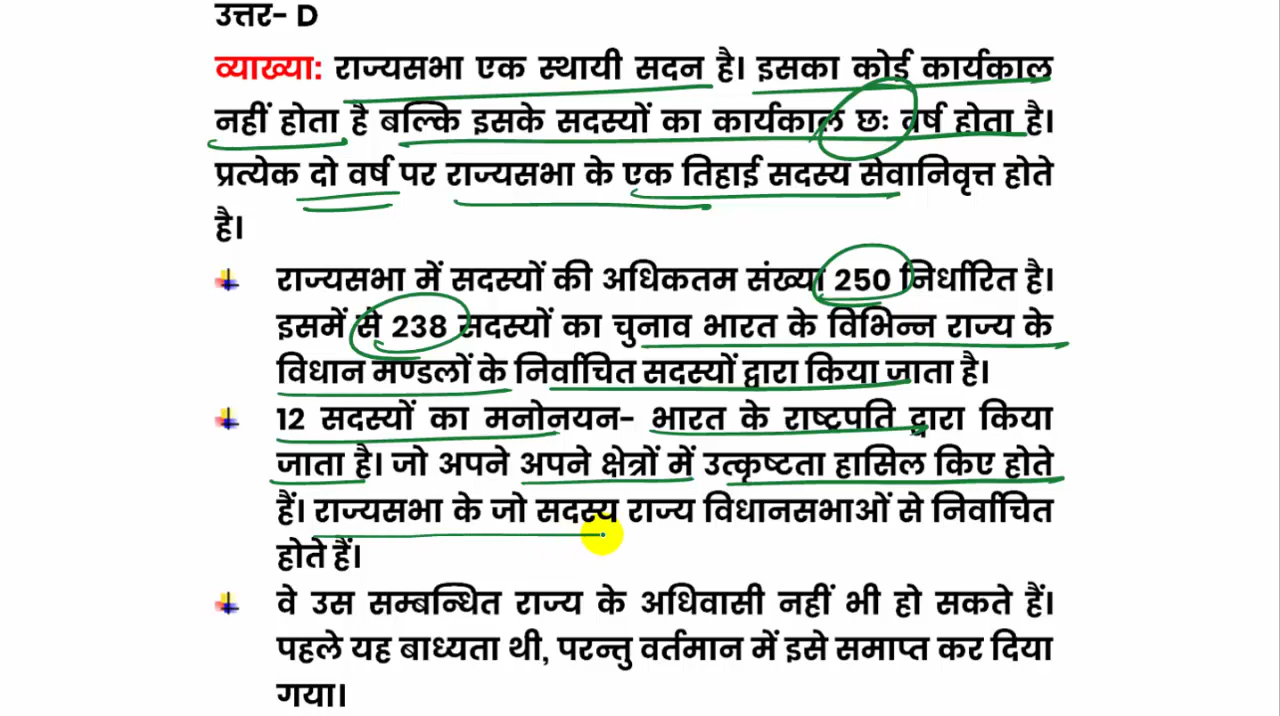 उत्तर- D
व्याख्या: राज्यसभा एक स्थायी सदन है। इसका कोई कार्यकाल
नहीं होता है बल्कि इसके सदस्यों का कार्यकाल छः वर्ष होता है।
प्रत्येक दो वर्ष पर राज्यसभा के एक तिहाई सदस्य सेवानिवृत्त होते
है।
राज्यसभा में सदस्यों की अधिकतम संख्या 250 निर्धारित है।
इसमें से 238 सदस्यों का चुनाव भारत के विभिन्न राज्य के
विधान मण्डलों के निर्वाचित सदस्यों द्वारा किया जाता है।
12 सदस्यों का मनोनयन- भारत के राष्ट्रपति द्वारा किया
जाता है। जो अपने अपने क्षेत्रों में उत्कृष्टता हासिल किए होते
हैं। राज्यसभा के जो सदस्य राज्य विधानसभाओं से निर्वाचित
होते हैं।
वे उस सम्बन्धित राज्य के अधिवासी नहीं भी हो सकते हैं।
पहले यह बाध्यता थी, परन्तु वर्तमान में इसे समाप्त कर दिया
गया।